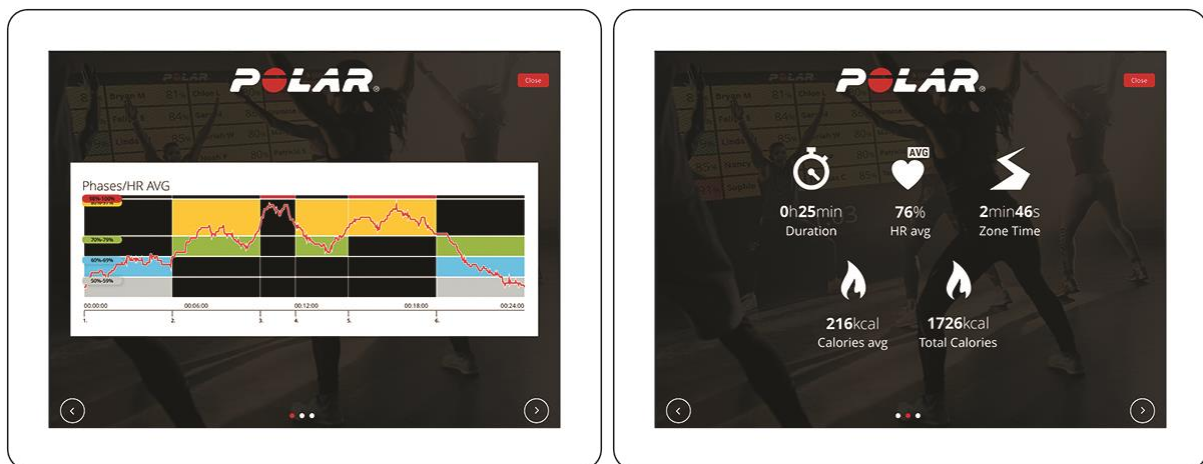 POLAR®
Close
Phases/HR AVG
98%-100%
70%-79%
60%-69%
50%-59%
00:00:00 00:06:00 00:12:00 00:18:00 00:24:00
1. 2. 3. 4. 5. 6.
POLAR®
Close
AVG
0h25min
Duration
76%
HR avg
2min46s
Zone Time
216kcal
Calories avg
1726kcal
Total Calories